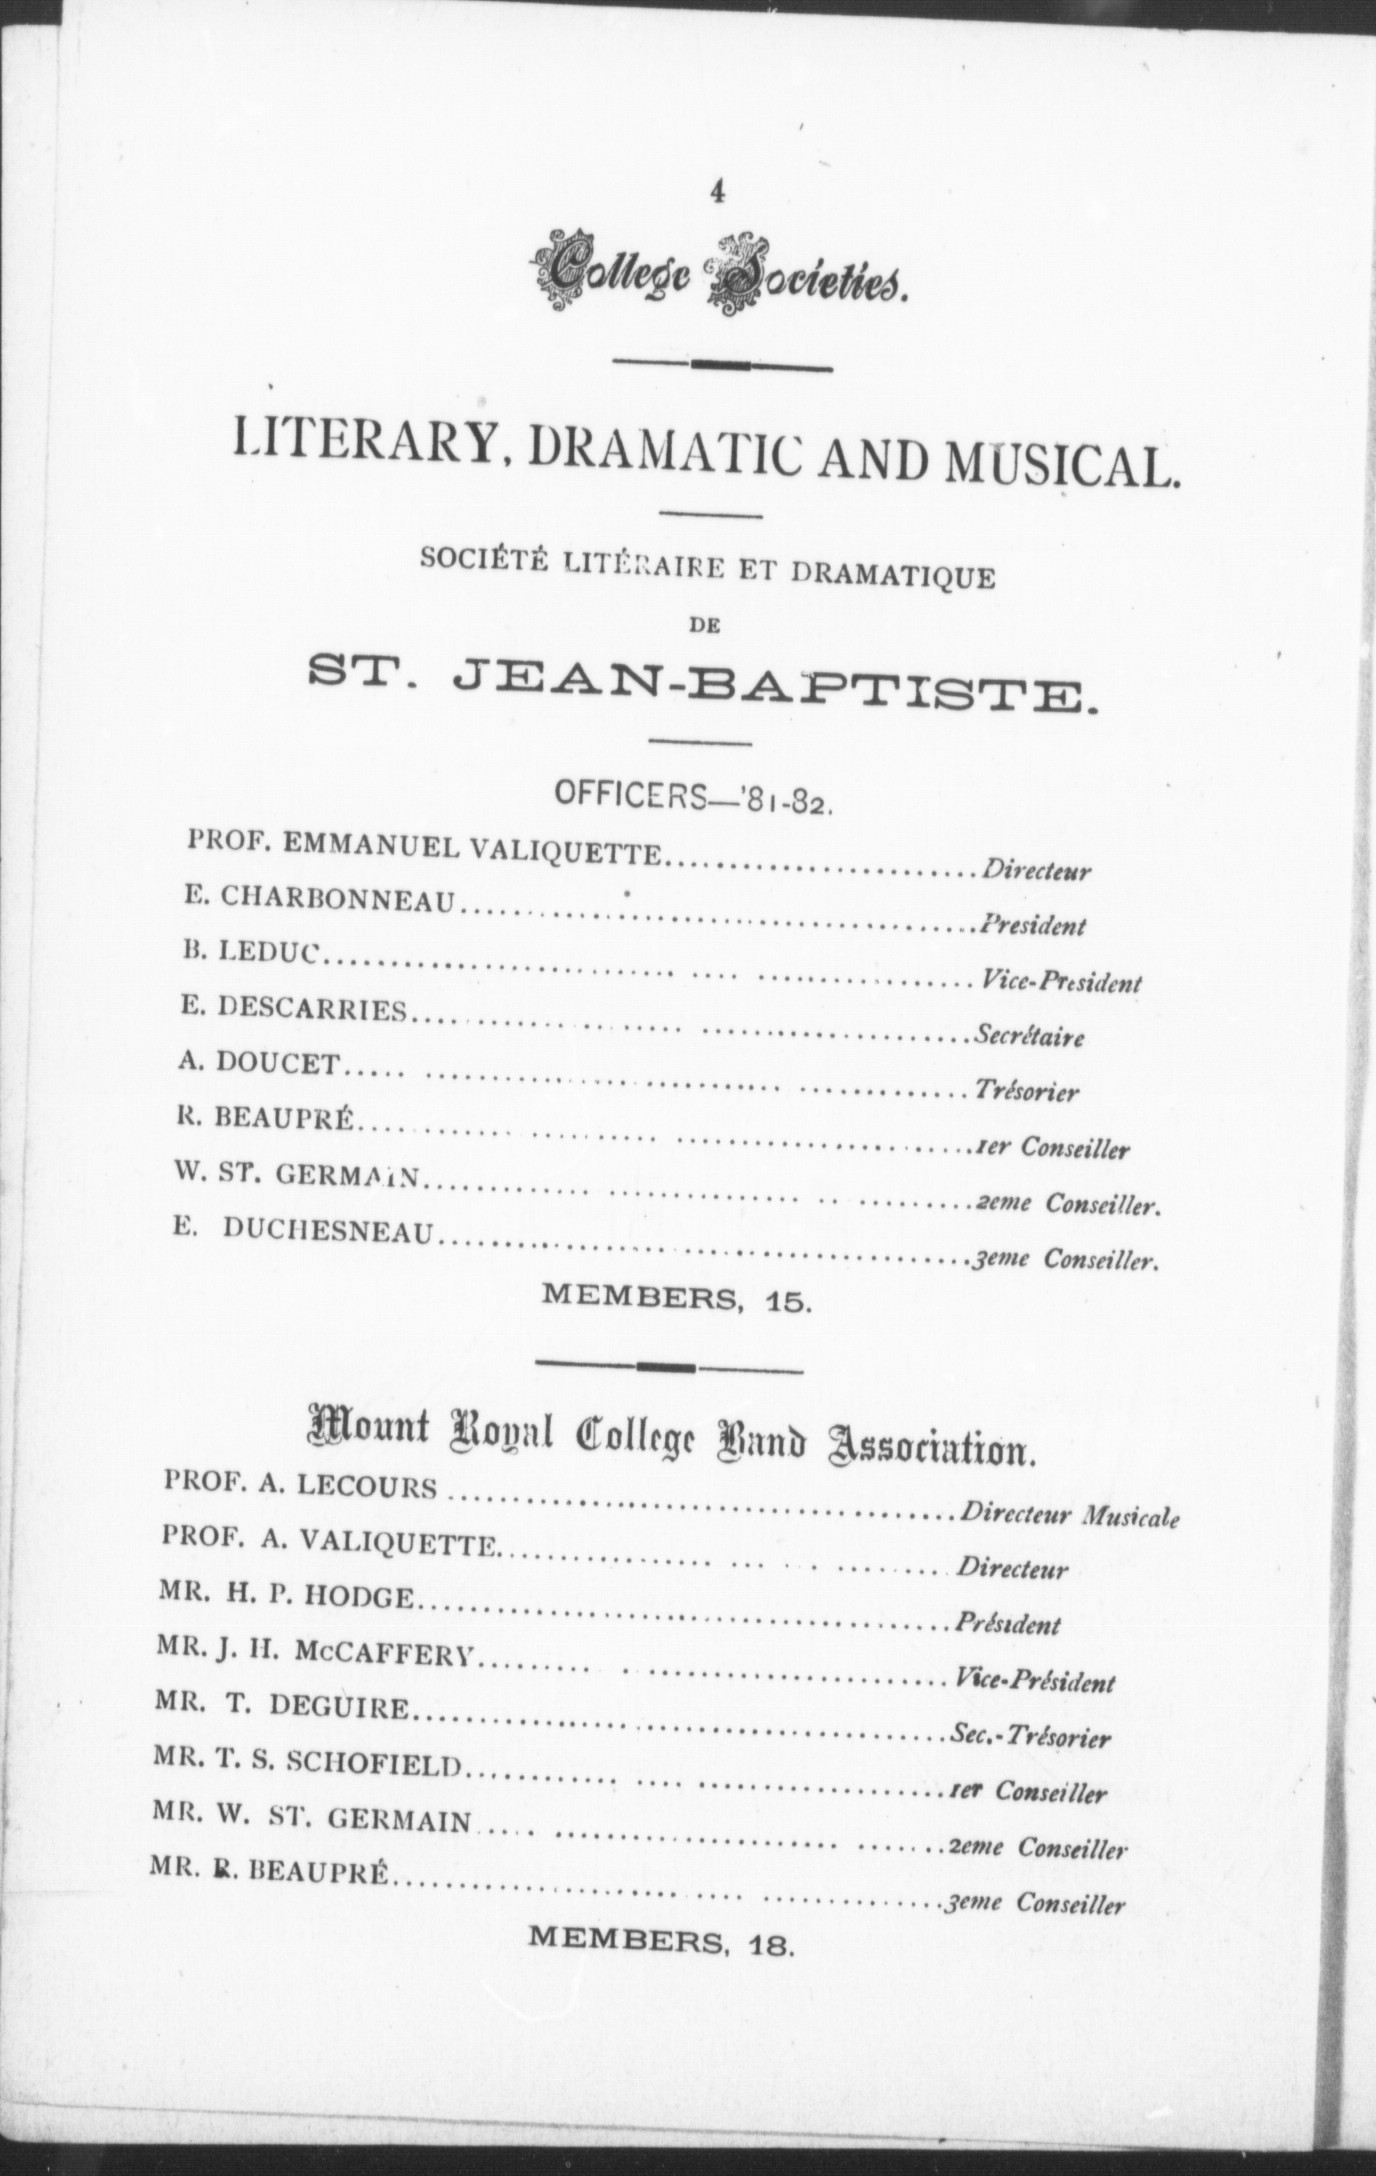 4
College Societies.
LITERARY, DRAMATIC AND MUSICAL.
SOCIÉTÉ LITÉRAIRE ET DRAMATIQUE
DE
ST. JEAN-BAPTISTE.
OFFICERS—'81-82.
PROF. EMMANUEL VALIQUETTE........................Directeur
E. CHARBONNEAU........................................President
B. LEDUC................................................Vice-President
E. DESCARRIES..........................................Secrétaire
A. DOUCET..............................................Trésorier
R. BEAUPRÉ..............................................1er Conseiller
W. ST. GERMAIN.........................................2eme Conseiller.
E. DUCHESNEAU.........................................3eme Conseiller.
MEMBERS, 15.
Mount Royal College Band Association.
PROF. A. LECOURS.......................................Directeur Musicale
PROF. A. VALIQUETTE..................................Directeur
MR. H. P. HODGE.........................................Président
MR. J. H. McCAFFERY...................................Vice-Président
MR. T. DEGUIRE.........................................Sec.-Trésorier
MR. T. S. SCHOFIELD....................................1er Conseiller
MR. W. ST. GERMAIN...................................2eme Conseiller
MR. R. BEAUPRÉ.........................................3eme Conseiller
MEMBERS, 18.